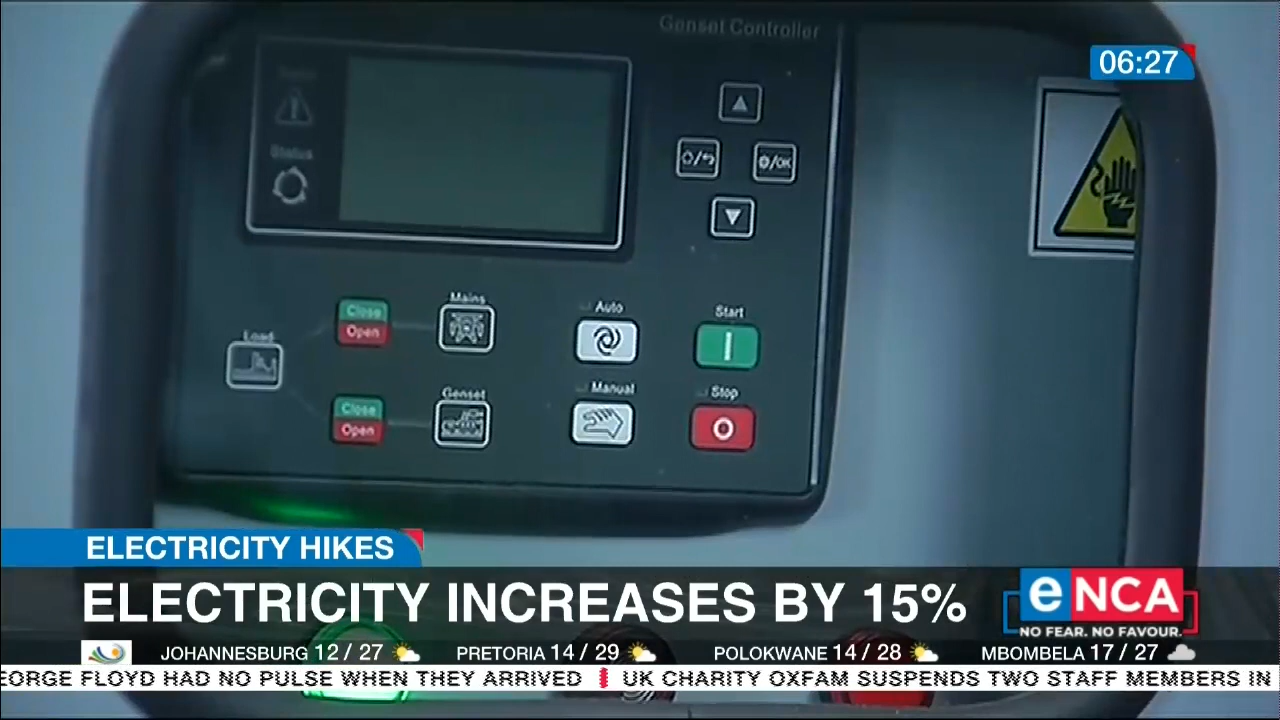 Genset Controller
06:27
Status
OK
Mains
Auto
Start
Close
Open
Load
Genset
Manual
Stop
Close
Open
ELECTRICITY HIKES
ELECTRICITY INCREASES BY 15%
eNCA
NO FEAR. NO FAVOUR.
JOHANNESBURG 12 / 27 PRETORIA 14 / 29 POLOKWANE 14 / 28 MBOMBELA 17 / 27
EORGE FLOYD HAD NO PULSE WHEN THEY ARRIVED UK CHARITY OXFAM SUSPENDS TWO STAFF MEMBERS IN